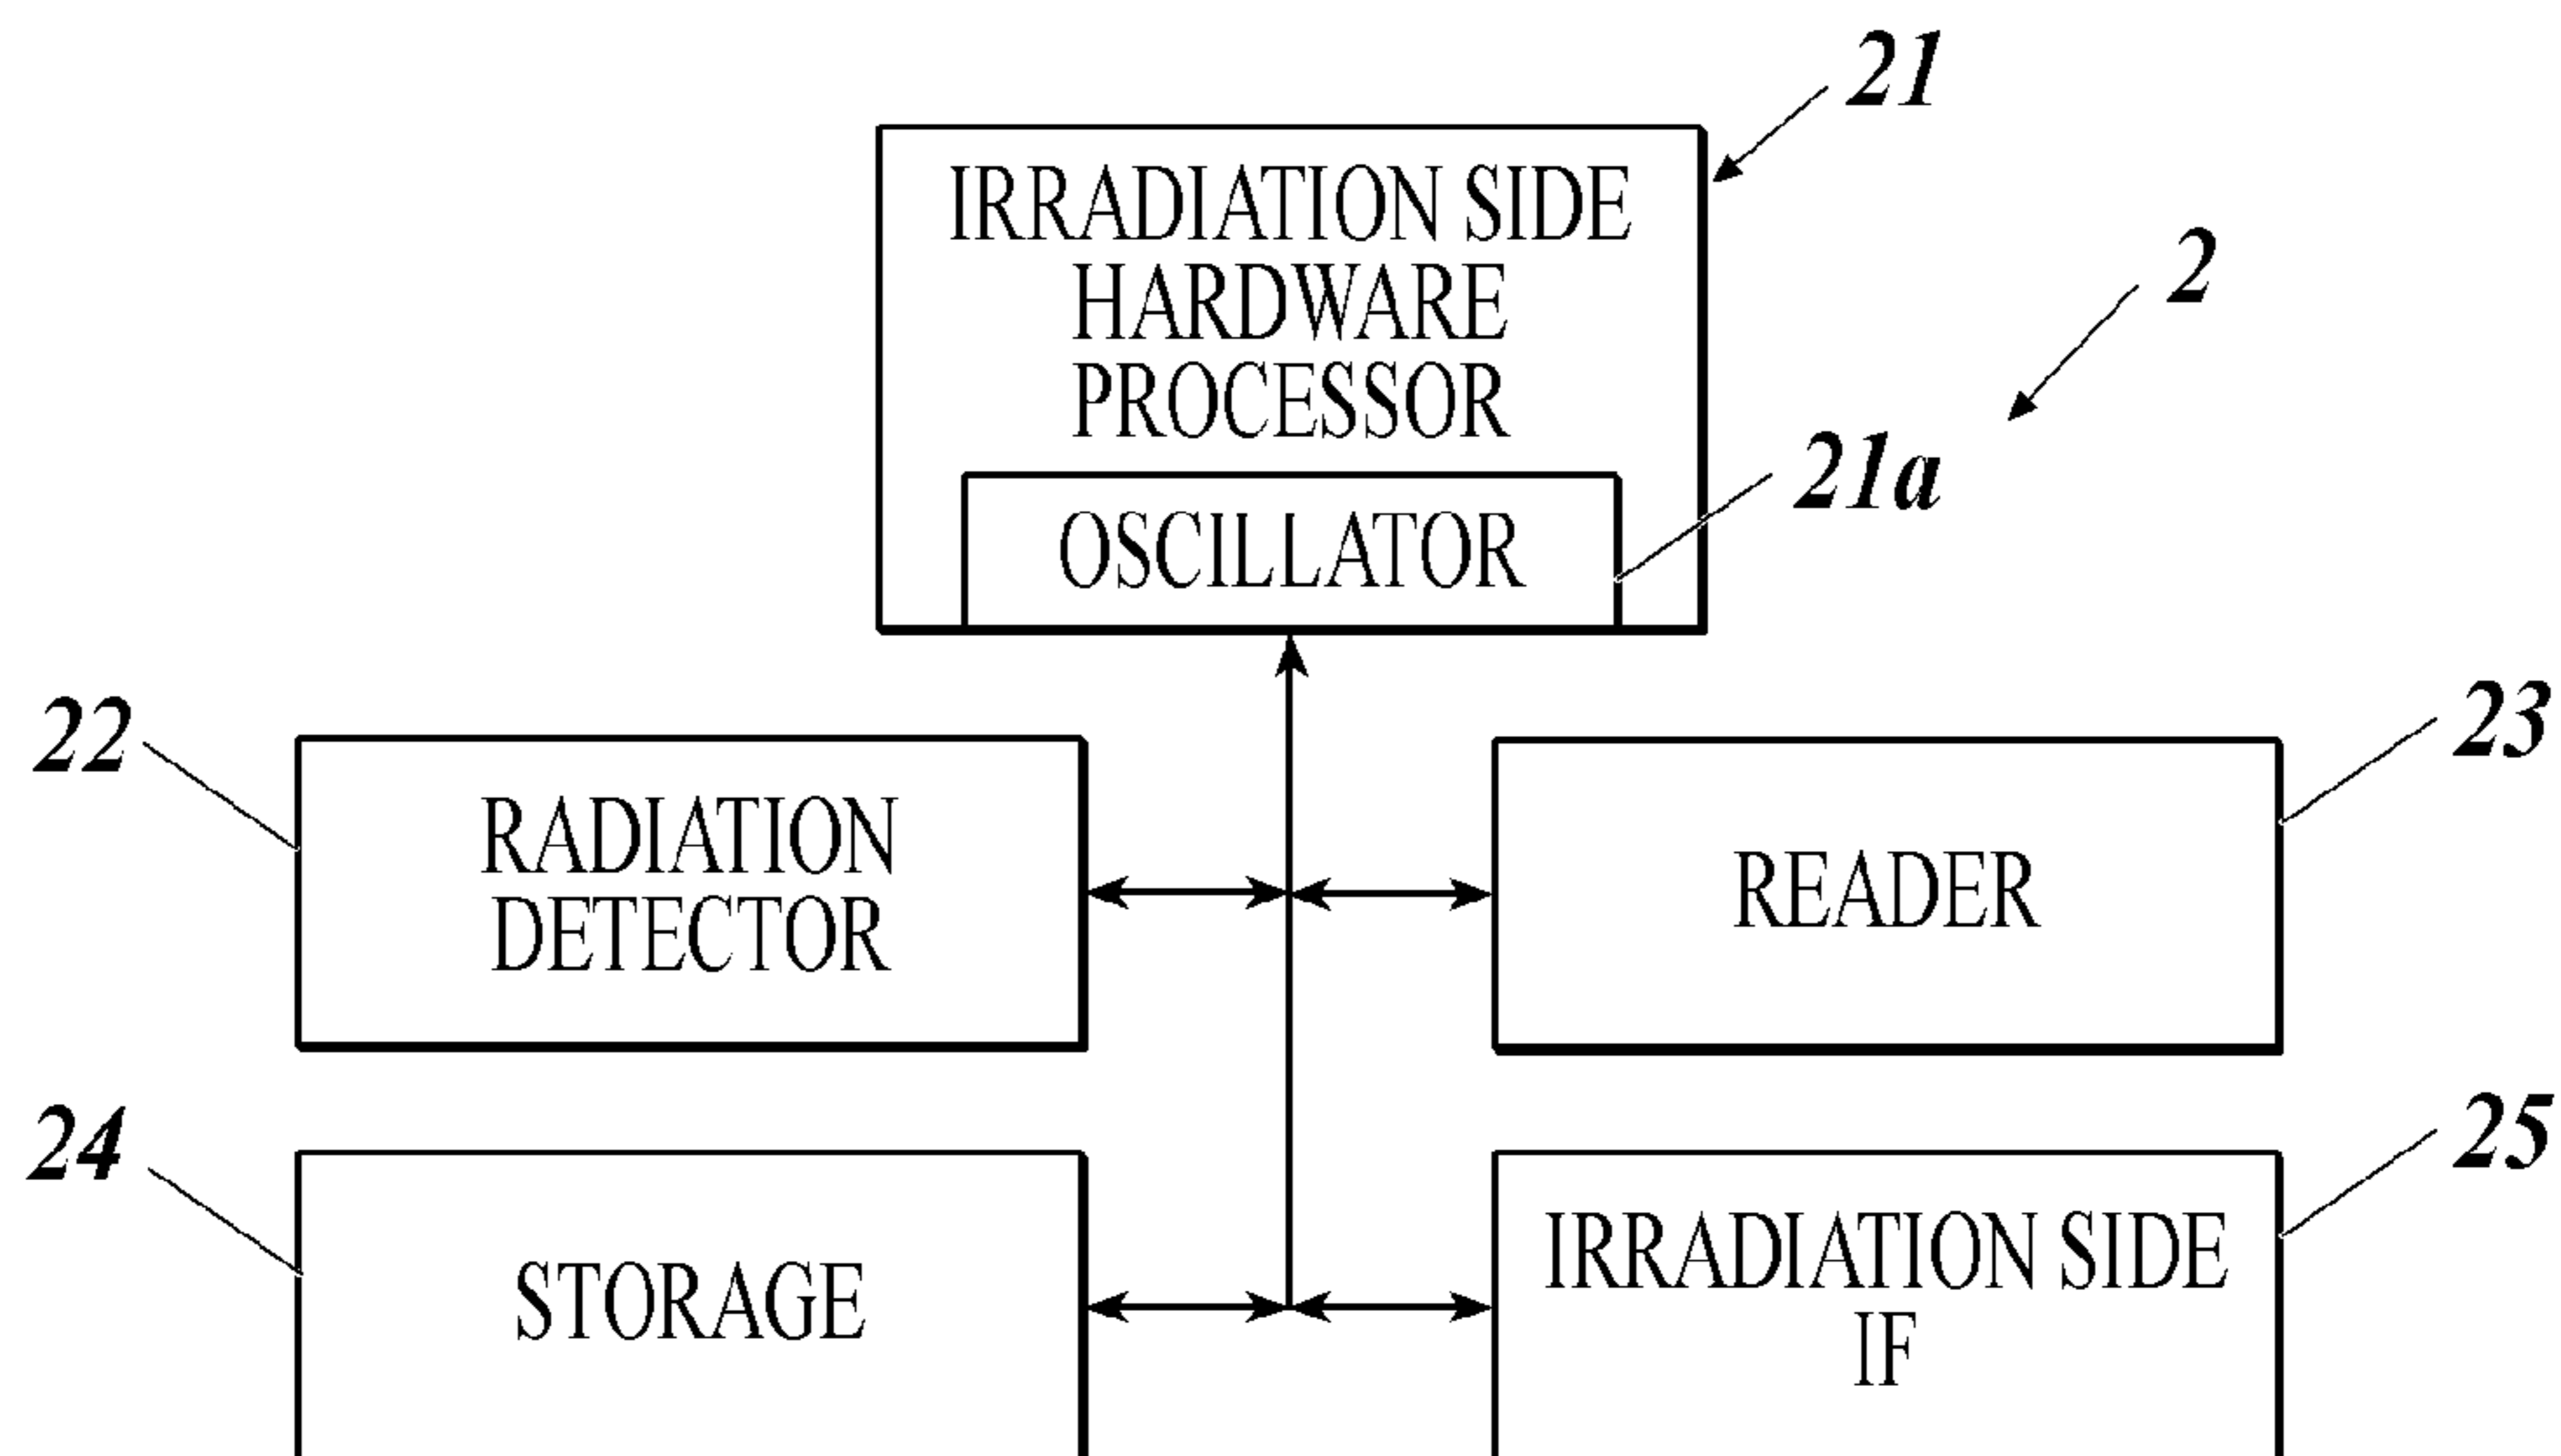 21
IRRADIATION SIDE
HARDWARE
PROCESSOR
2
21a
OSCILLATOR
22
RADIATION
DETECTOR
23
READER
24
STORAGE
25
IRRADIATION SIDE
IF